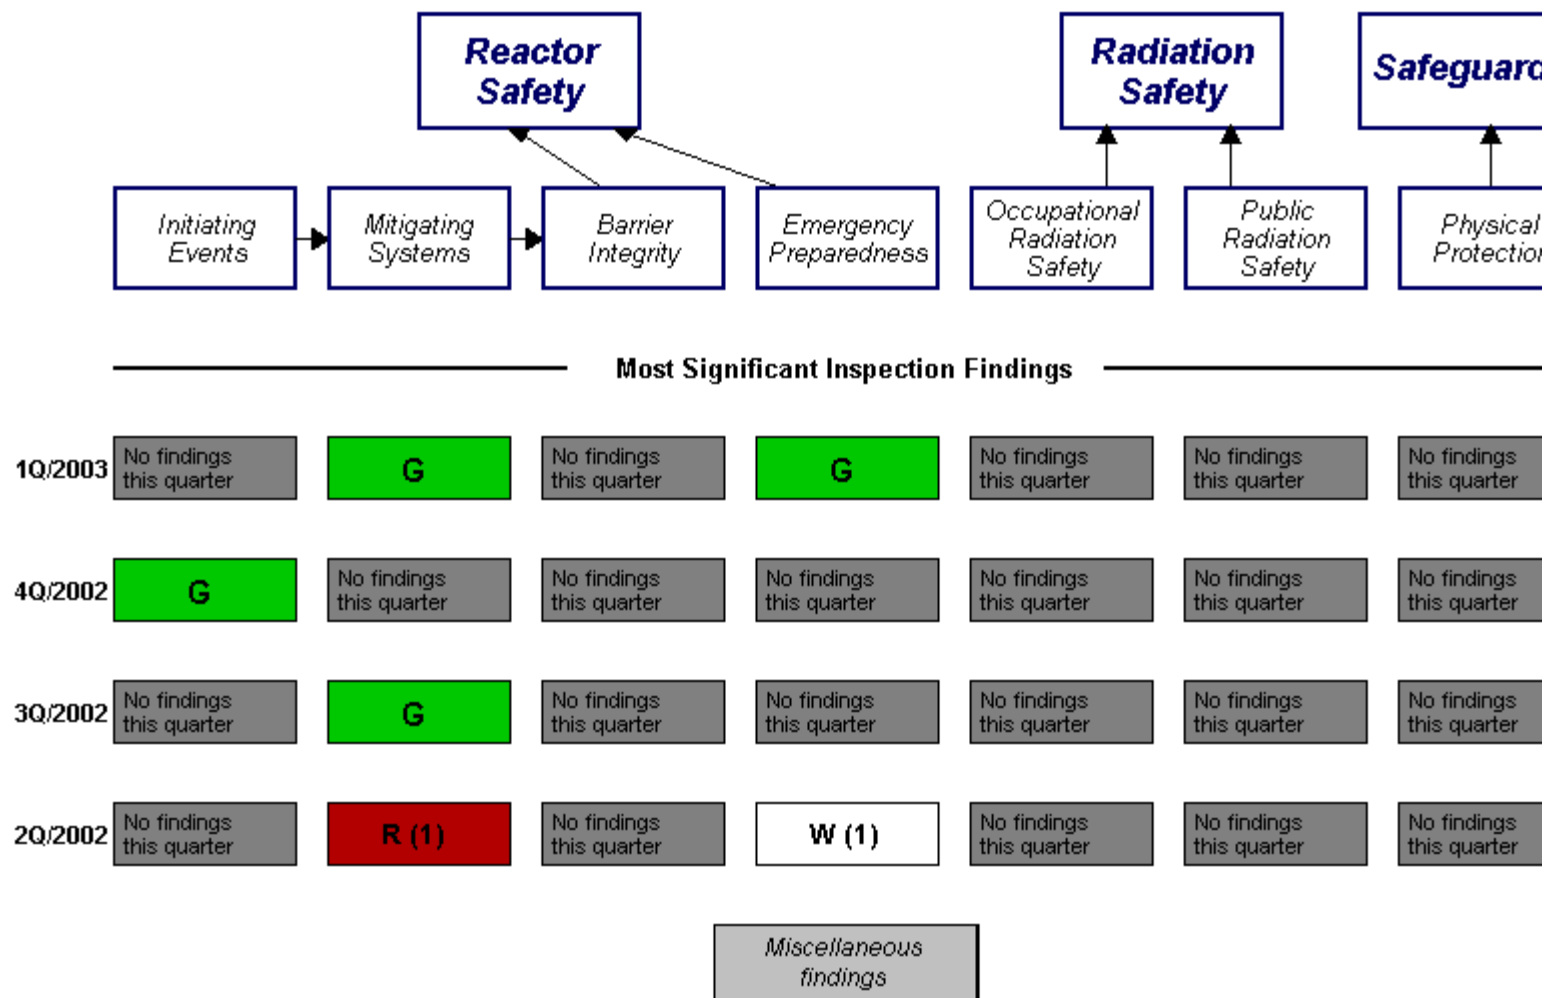 Reactor
Safety
Radiation
Safety
Safeguard
Initiating
Events
Mitigating
Systems
Barrier
Integrity
Emergency
Preparedness
Occupational
Radiation
Safety
Public
Radiation
Safety
Physical
Protection
Most Significant Inspection Findings
1Q/2003
No findings
this quarter
G
No findings
this quarter
G
No findings
this quarter
No findings
this quarter
No findings
this quarter
4Q/2002
G
No findings
this quarter
No findings
this quarter
No findings
this quarter
No findings
this quarter
No findings
this quarter
No findings
this quarter
3Q/2002
No findings
this quarter
G
No findings
this quarter
No findings
this quarter
No findings
this quarter
No findings
this quarter
No findings
this quarter
2Q/2002
No findings
this quarter
R (1)
No findings
this quarter
W (1)
No findings
this quarter
No findings
this quarter
No findings
this quarter
Miscellaneous
findings